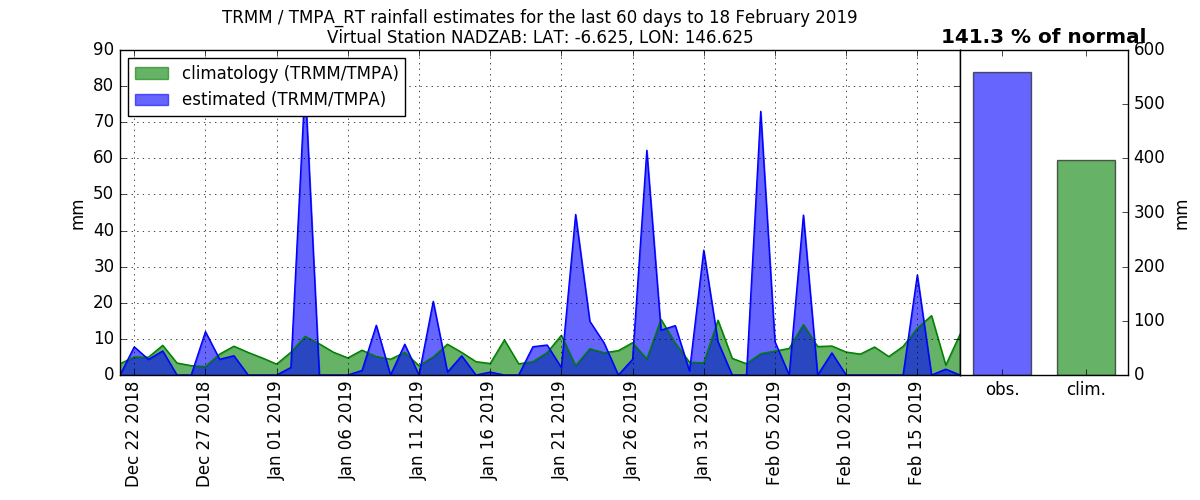 TRMM / TMPA_RT rainfall estimates for the last 60 days to 18 February 2019
Virtual Station NADZAB: LAT: -6.625, LON: 146.625
141.3 % of normal
climatology (TRMM/TMPA)
estimated (TRMM/TMPA)
mm
90
80
70
60
50
40
30
20
10
0
Dec 22 2018
Dec 27 2018
Jan 01 2019
Jan 06 2019
Jan 11 2019
Jan 16 2019
Jan 21 2019
Jan 26 2019
Jan 31 2019
Feb 05 2019
Feb 10 2019
Feb 15 2019
obs.
clim.
600
500
400
300
200
100
0
mm